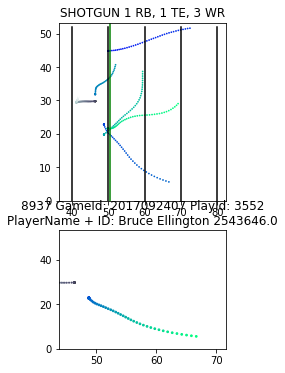 SHOTGUN 1 RB, 1 TE, 3 WR
50
40
30
20
10
0
40 50 60 70 80
8937 GameId: 2017092407 PlayId: 3552
PlayerName + ID: Bruce Ellington 2543646.0
40
20
0
50 60 70